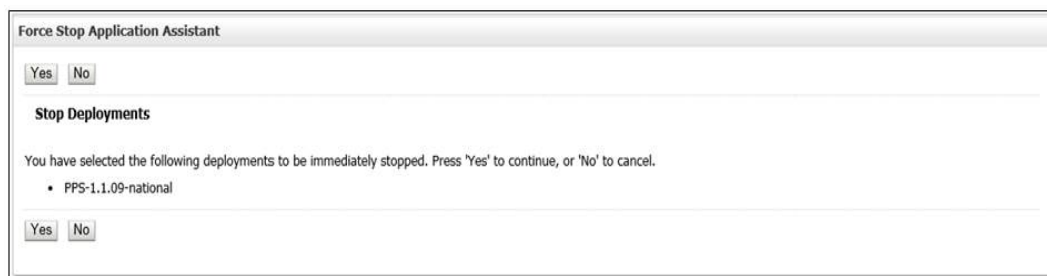 Force Stop Application Assistant
Yes No
Stop Deployments
You have selected the following deployments to be immediately stopped. Press 'Yes' to continue, or 'No' to cancel.
• PPS-1.1.09-national
Yes No